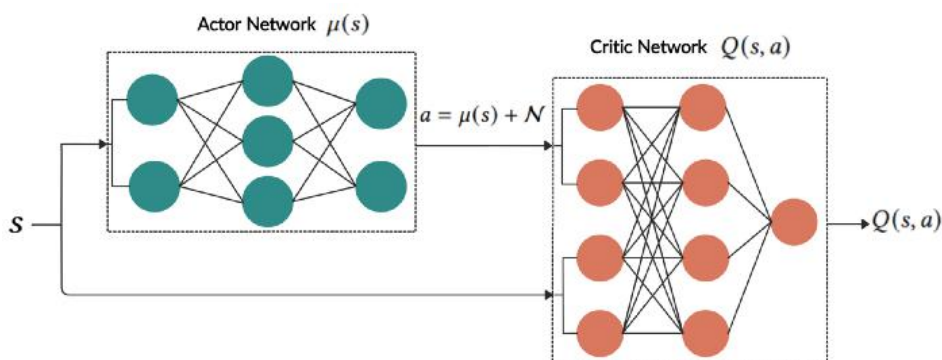 Actor Network μ(s)
Critic Network Q(s, a)
a = μ(s) + 𝒩
s
Q(s, a)